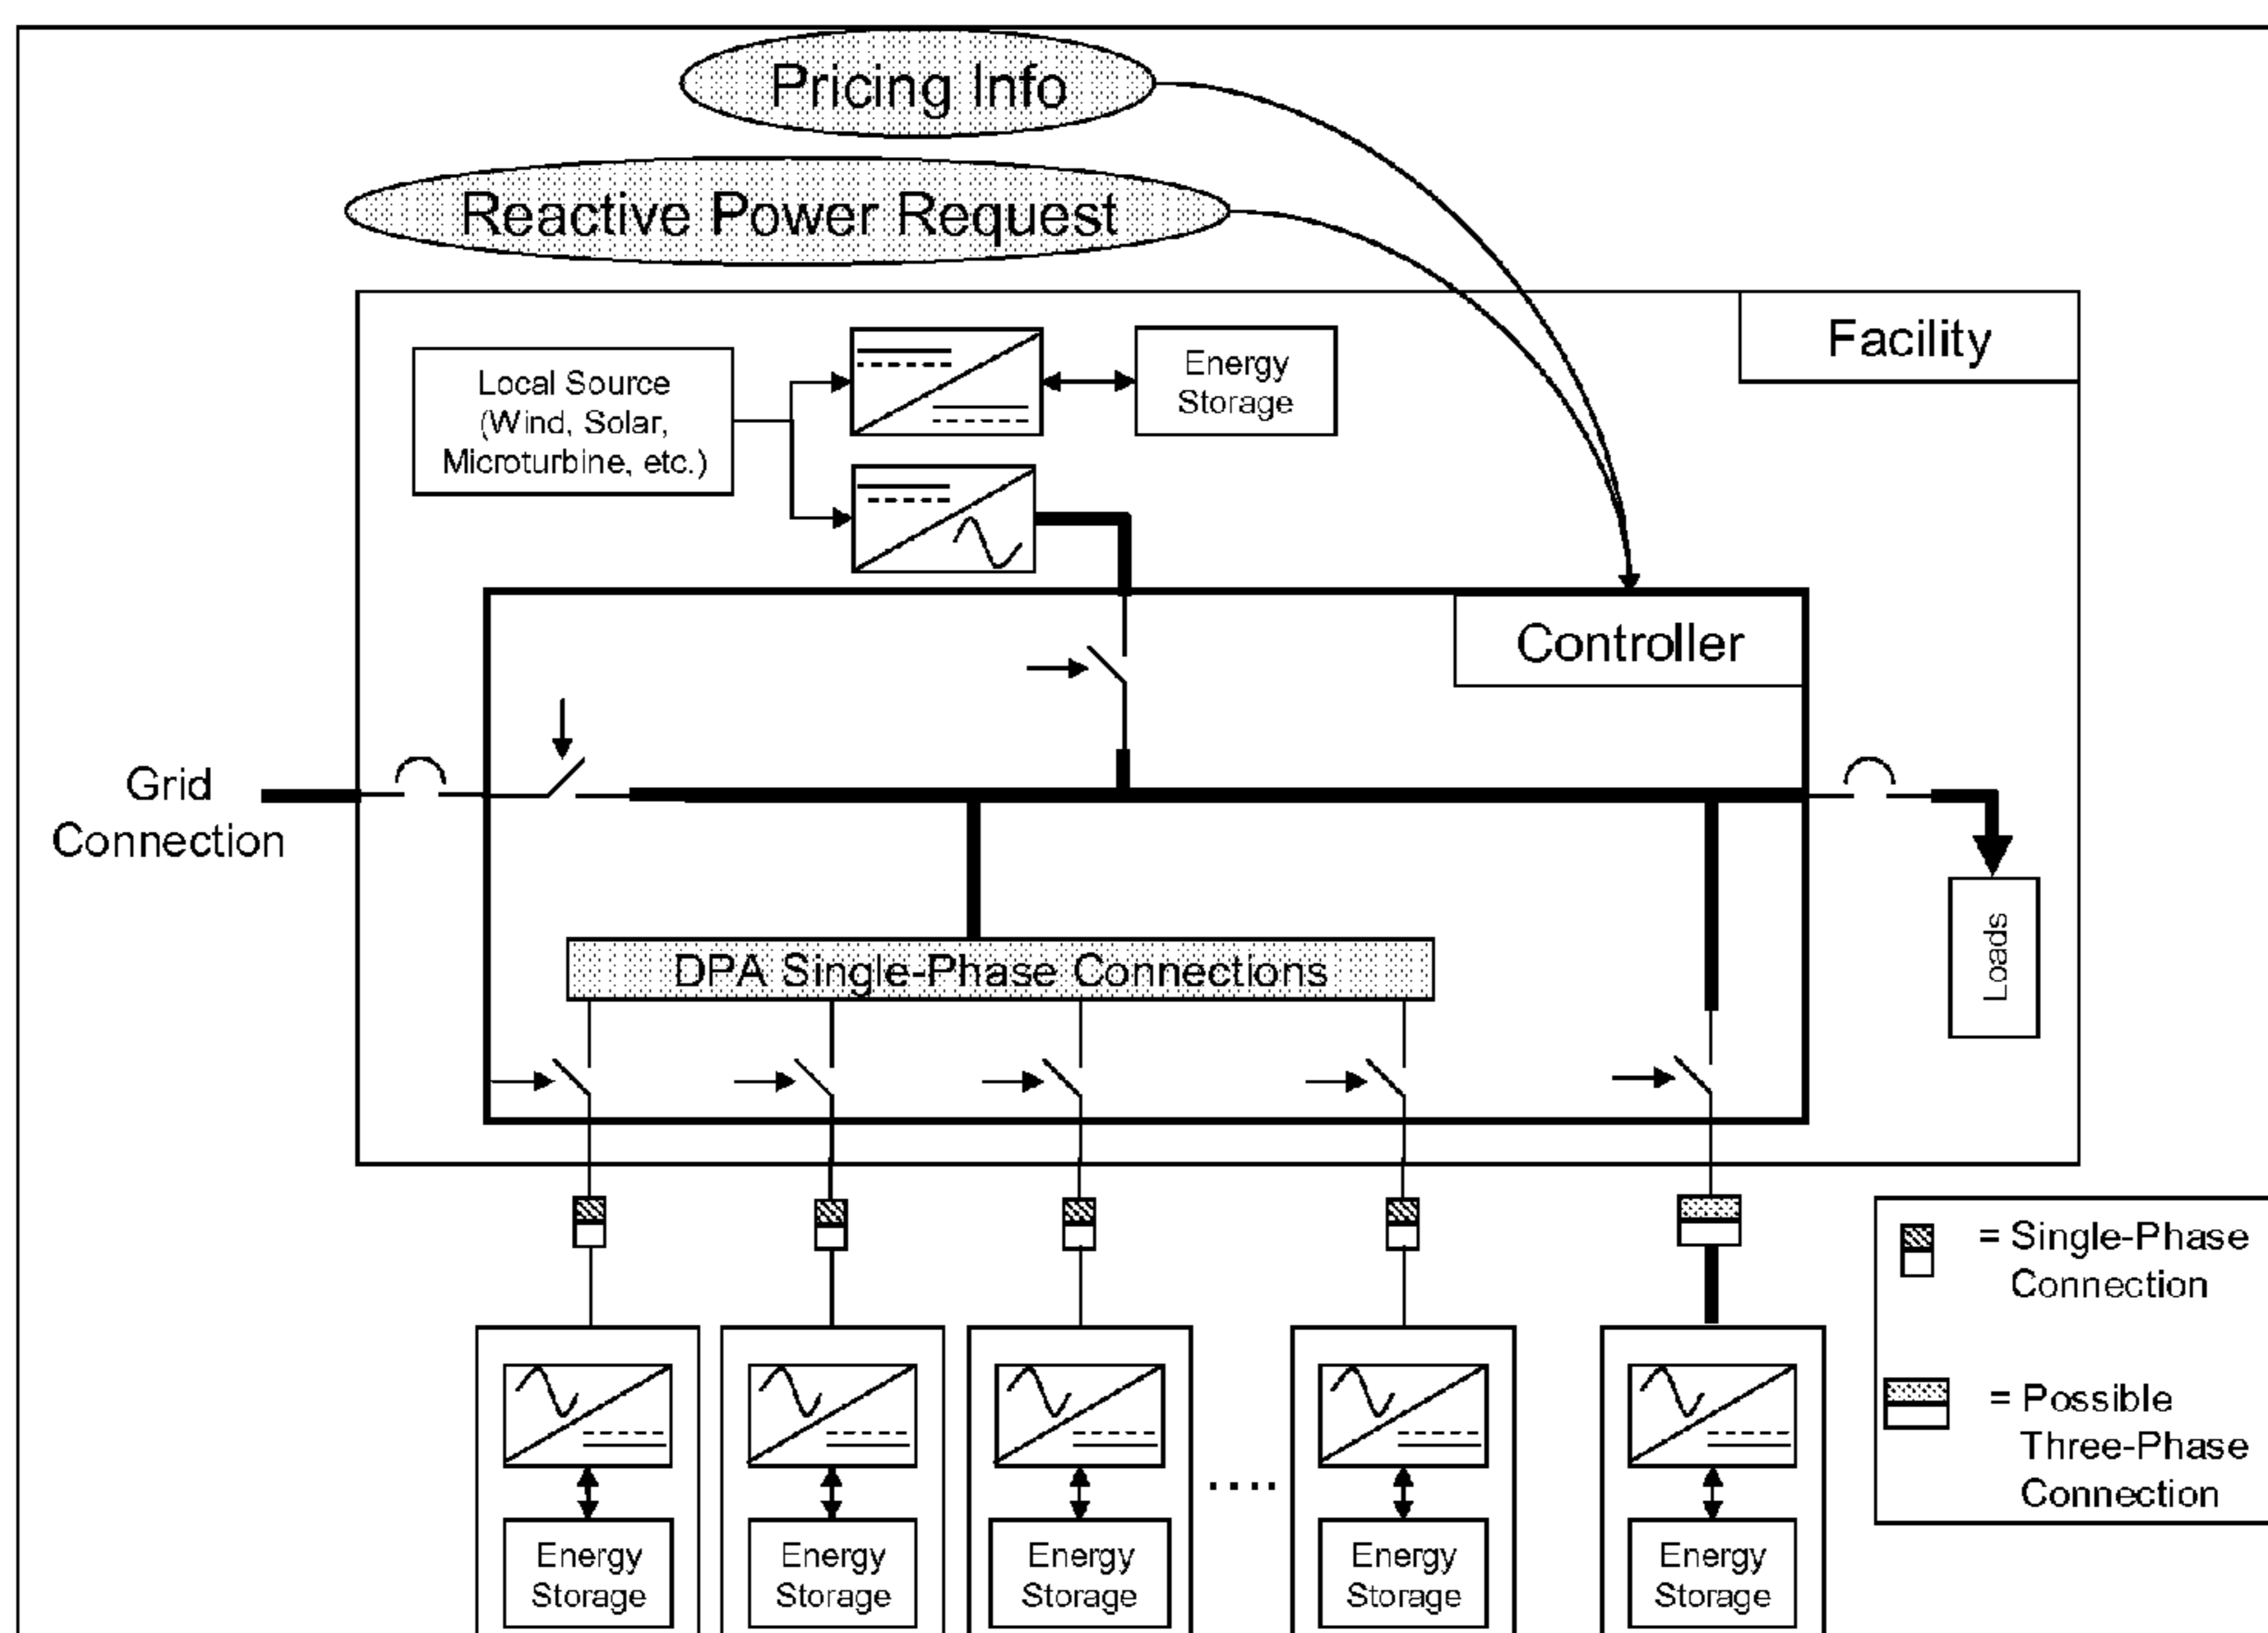 Pricing Info
Reactive Power Request
Facility
Local Source
(Wind, Solar,
Microturbine, etc.)
Energy
Storage
Controller
Grid
Connection
Loads
DPA Single-Phase Connections
= Single-Phase
Connection
= Possible
Three-Phase
Connection
....
Energy
Storage
Energy
Storage
Energy
Storage
Energy
Storage
Energy
Storage